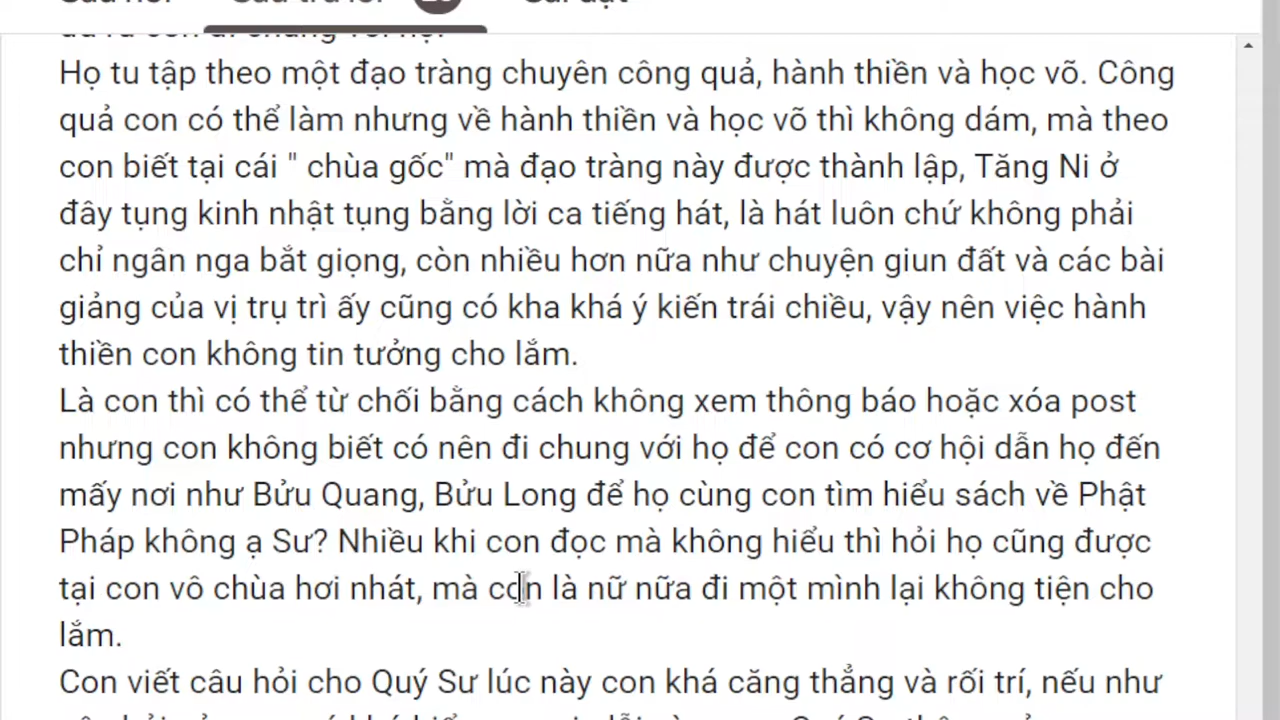 Họ tu tập theo một đạo tràng chuyên công quả, hành thiền và học võ. Công
quả con có thể làm nhưng về hành thiền và học võ thì không dám, mà theo
con biết tại cái " chùa gốc" mà đạo tràng này được thành lập, Tăng Ni ở
đây tụng kinh nhật tụng bằng lời ca tiếng hát, là hát luôn chứ không phải
chỉ ngân nga bắt giọng, còn nhiều hơn nữa như chuyện giun đất và các bài
giảng của vị trụ trì ấy cũng có kha khá ý kiến trái chiều, vậy nên việc hành
thiền con không tin tưởng cho lắm.
Là con thì có thể từ chối bằng cách không xem thông báo hoặc xóa post
nhưng con không biết có nên đi chung với họ để con có cơ hội dẫn họ đến
mấy nơi như Bửu Quang, Bửu Long để họ cùng con tìm hiểu sách về Phật
Pháp không ạ Sư? Nhiều khi con đọc mà không hiểu thì hỏi họ cũng được
tại con vô chùa hơi nhát, mà con là nữ nữa đi một mình lại không tiện cho
lắm.
Con viết câu hỏi cho Quý Sư lúc này con khá căng thẳng và rối trí, nếu như